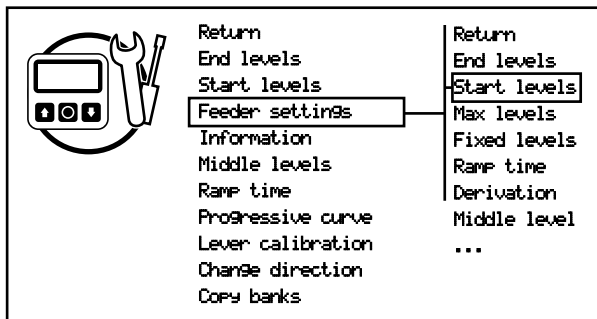 Return
End levels
Start levels
Feeder settings
Information
Middle levels
Ramp time
Progressive curve
Lever calibration
Change direction
Copy banks
Return
End levels
Start levels
Max levels
Fixed levels
Ramp time
Derivation
Middle level
...